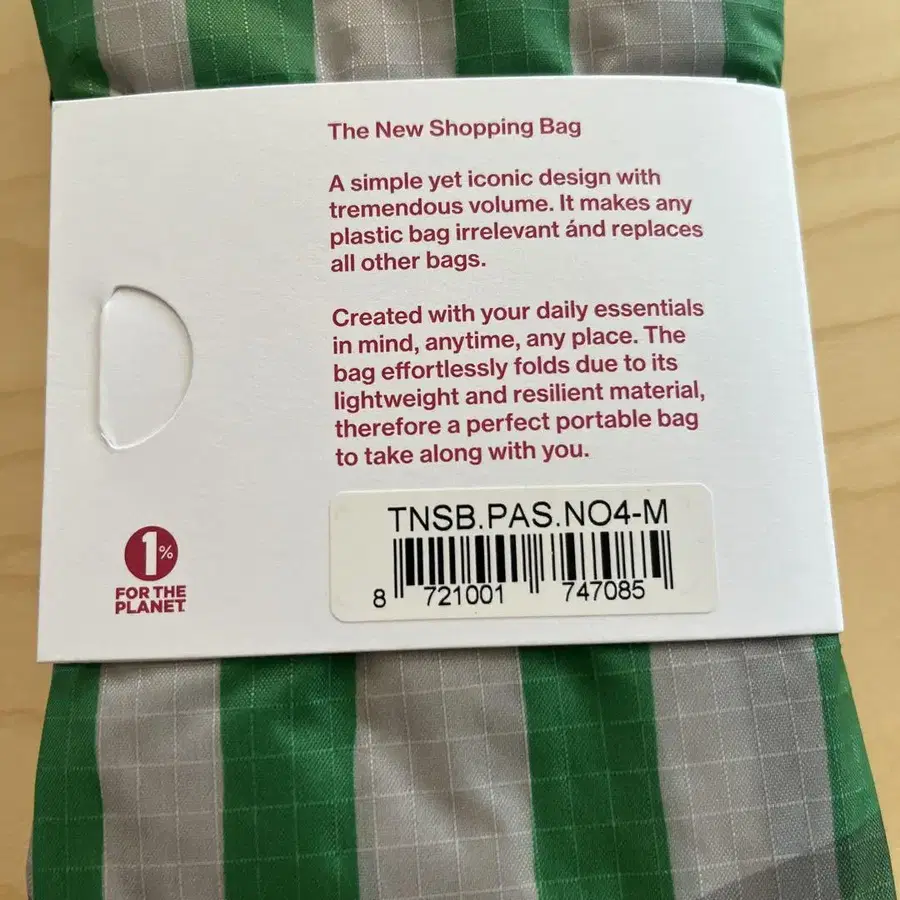 The New Shopping Bag
A simple yet iconic design with
tremendous volume. It makes any
plastic bag irrelevant ánd replaces
all other bags.
Created with your daily essentials
in mind, anytime, any place. The
bag effortlessly folds due to its
lightweight and resilient material,
therefore a perfect portable bag
to take along with you.
1%
FOR THE
PLANET
TNSB.PAS.NO4-M
8 721001 747085